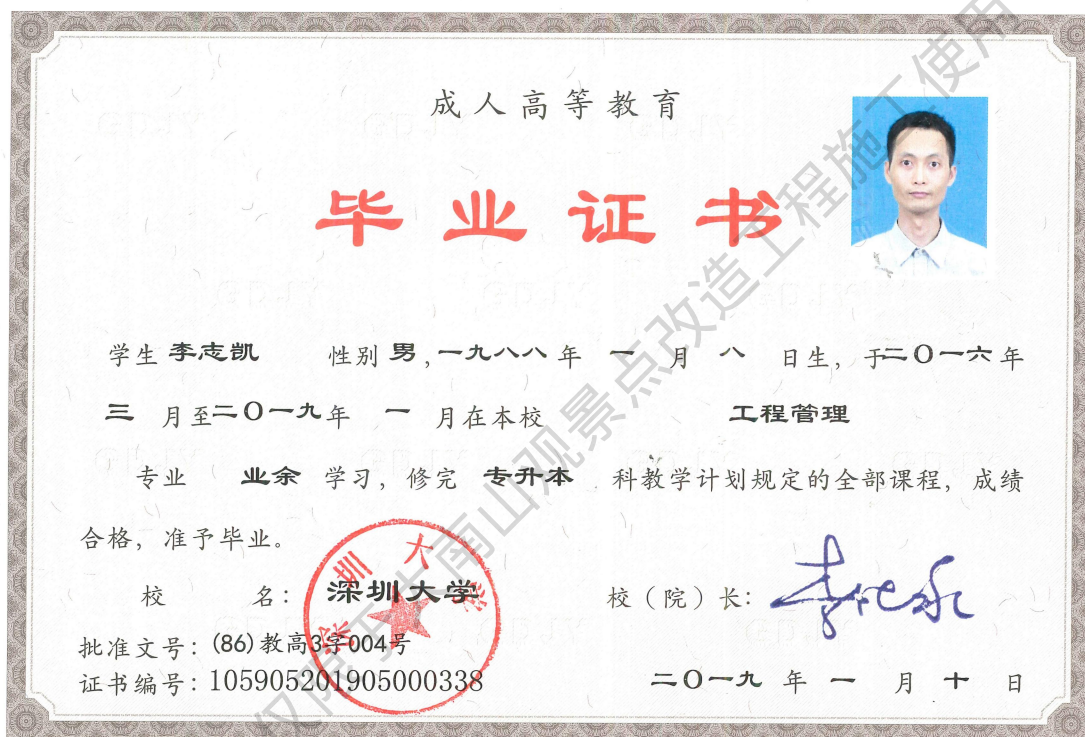 成人高等教育
毕业证书
学生 李志凯 性别 男,一九八八 年 一 月 八 日生,于二〇一六年
三 月至二〇一九年 一 月在本校 工程管理
专业 业余 学习,修完 专升本 科教学计划规定的全部课程,成绩
合格,准予毕业。
校 名: 深圳大学 校(院)长:
批准文号:(86)教高3字004号
证书编号:105905201905000338 二〇一九 年 一 月 十 日
深圳大学
南山观景点改造工程施工使用